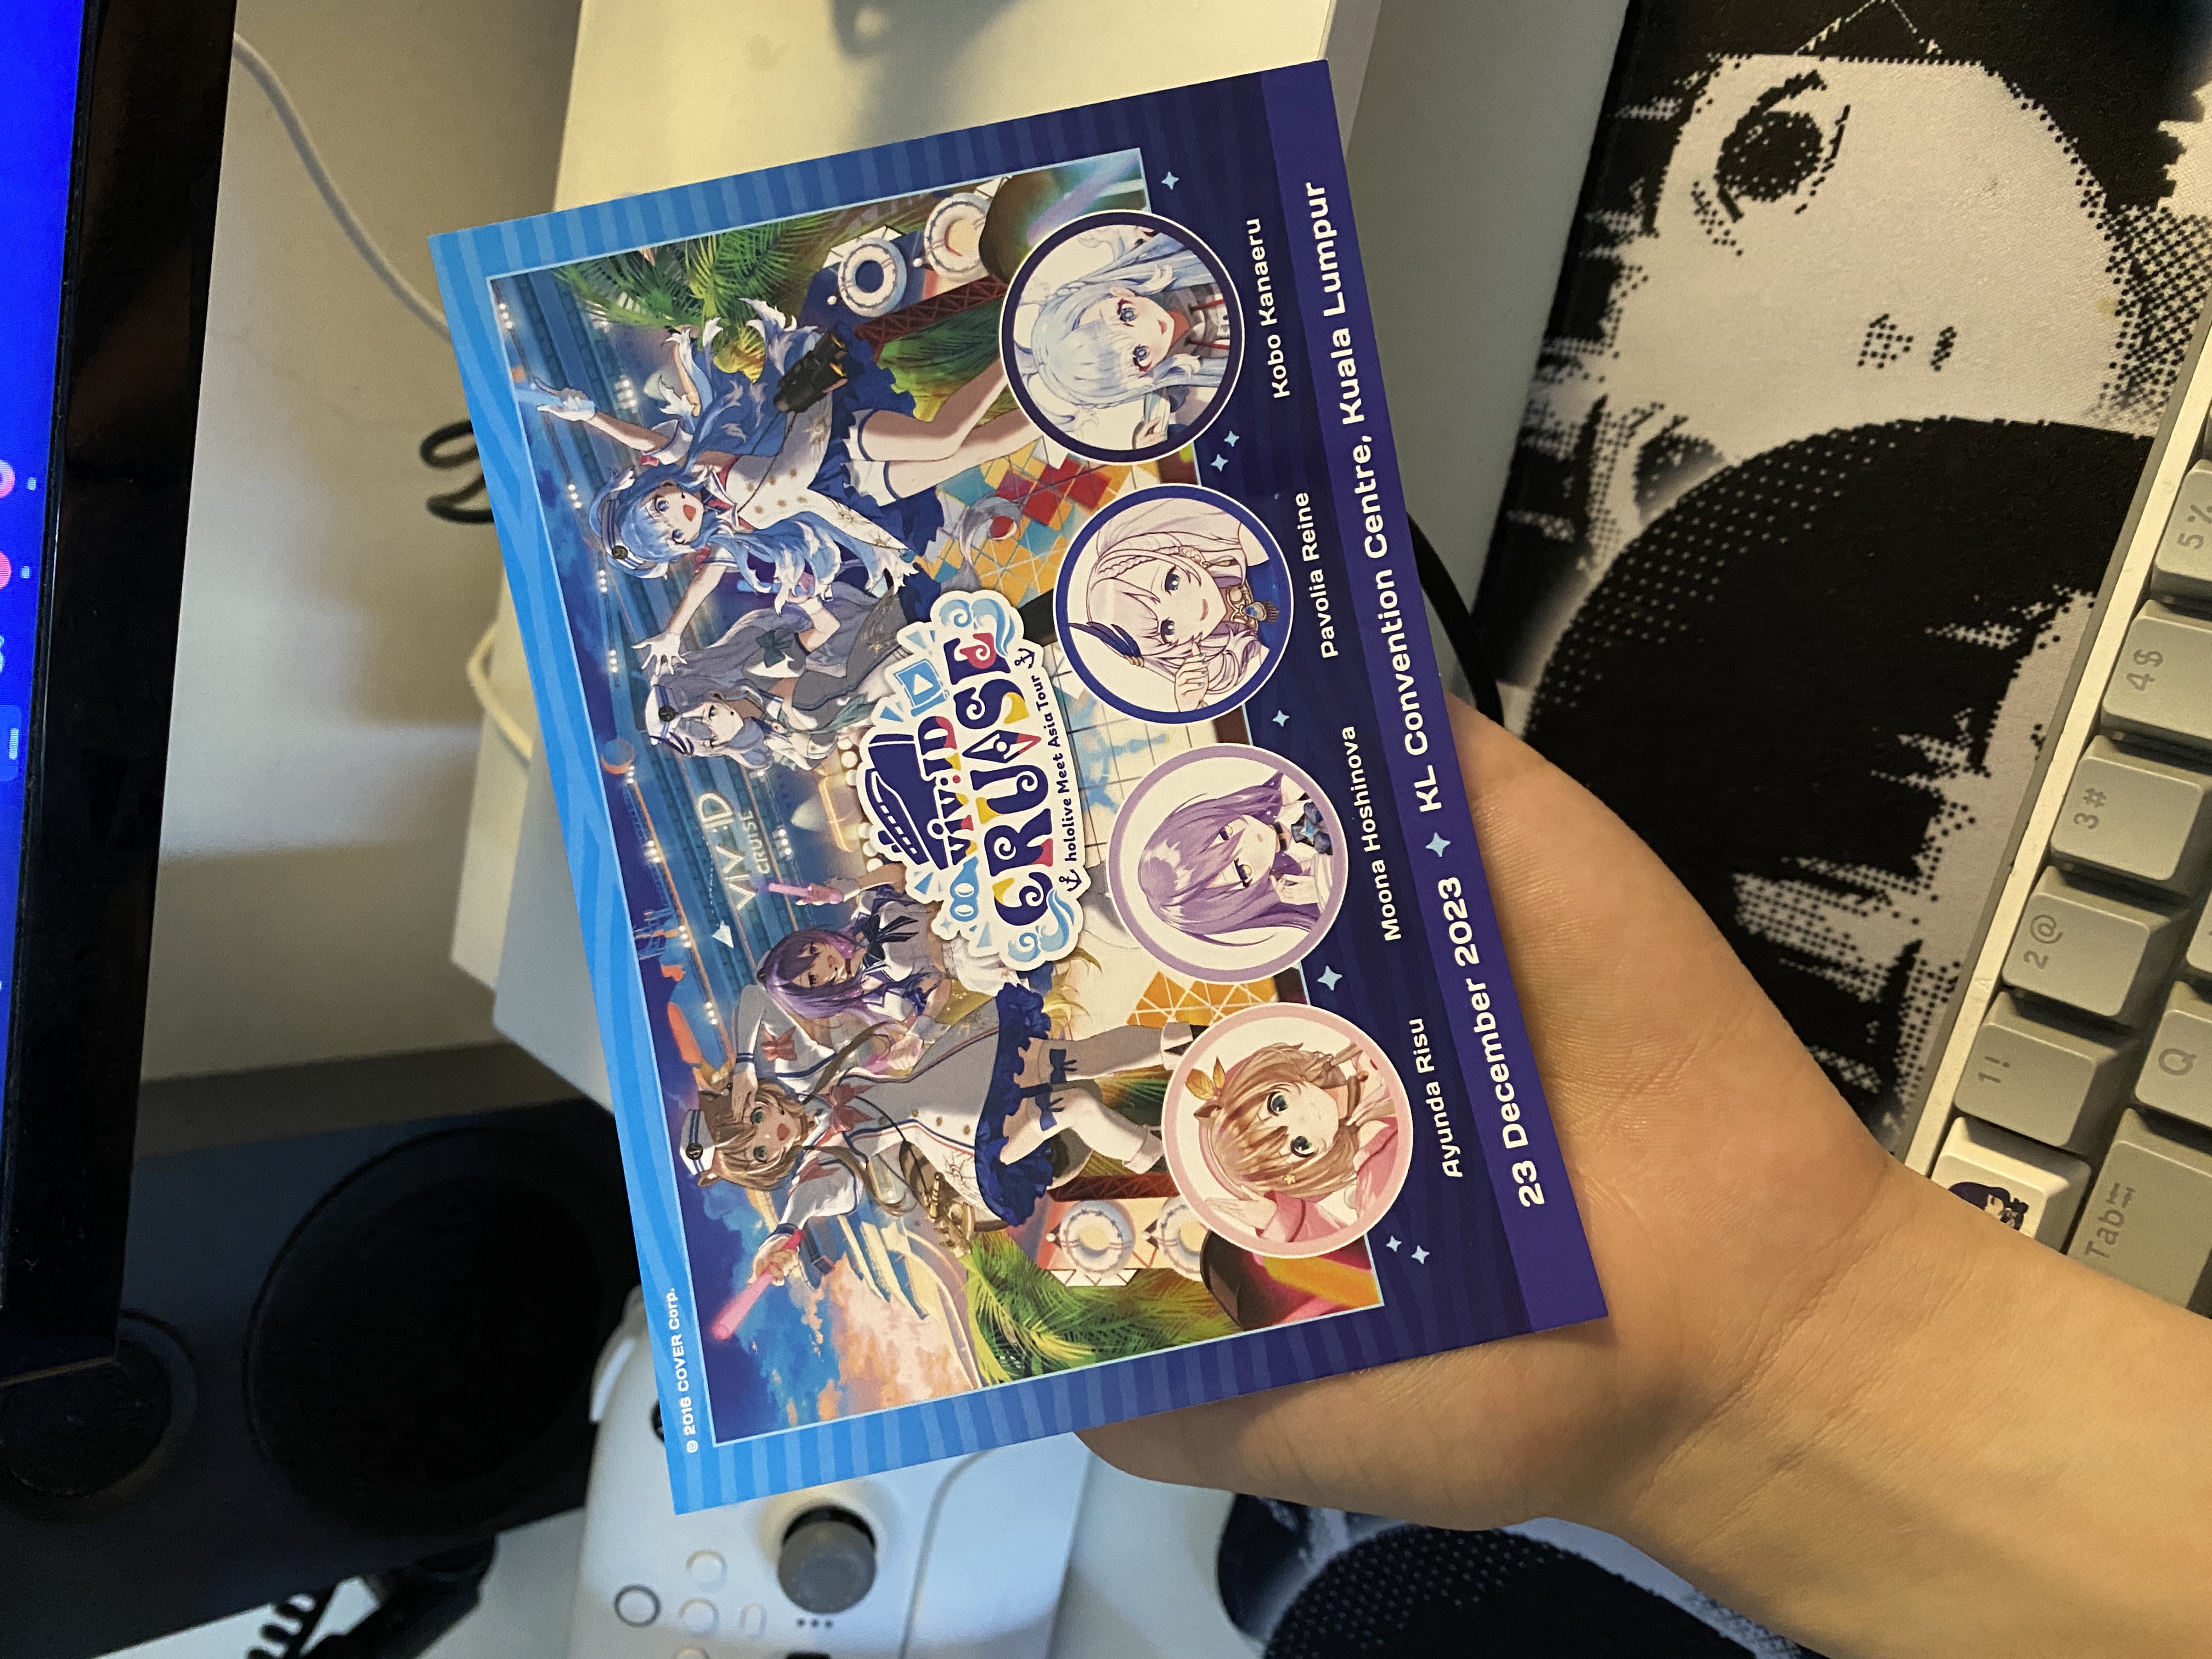 © 2016 COVER Corp.
VIV:ID
CRUISE
viv:ID
CRUISE
hololive Meet Asia Tour
Ayunda Risu
Moona Hoshinova
Pavolia Reine
Kobo Kanaeru
23 December 2023 KL Convention Centre, Kuala Lumpur
1!
2@
3#
4$
5%
Tab
Q